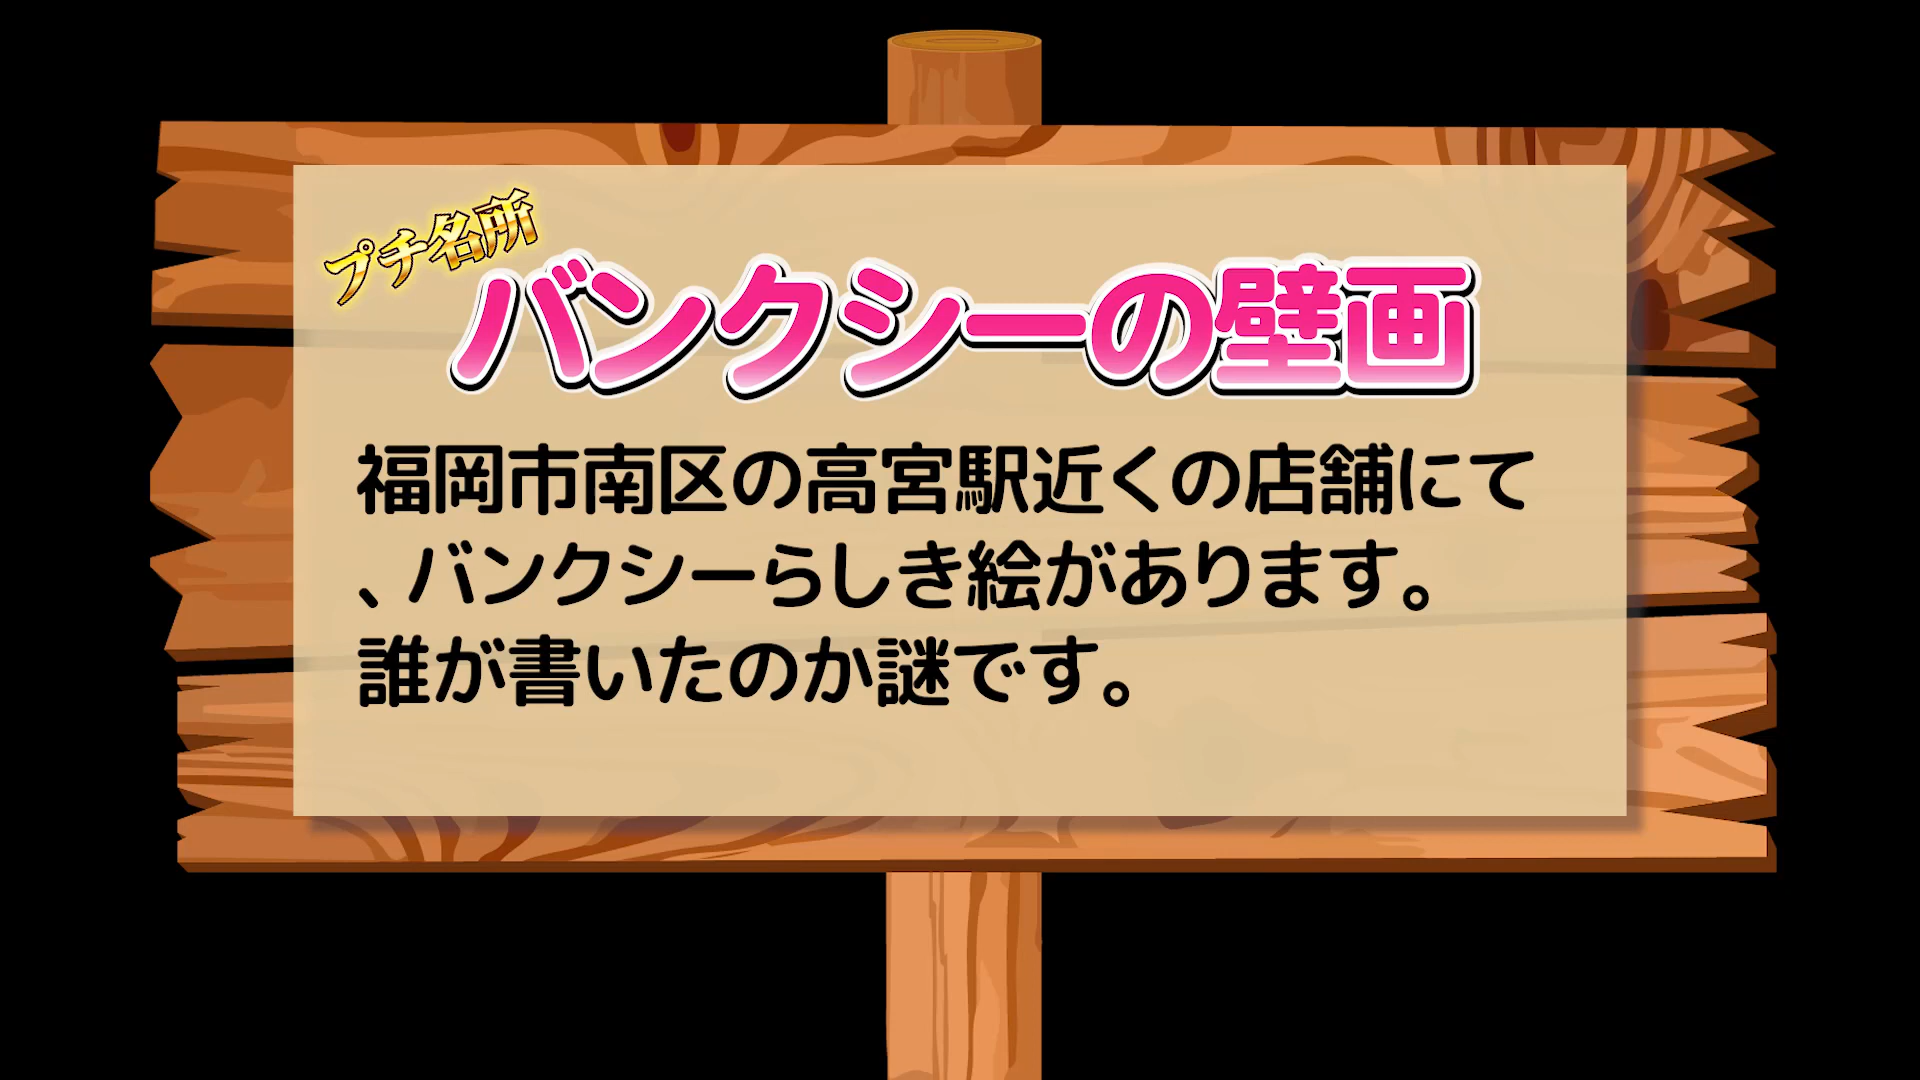 プチ名所
バンクシーの壁画
福岡市南区の高宮駅近くの店舗にて
、バンクシーらしき絵があります。
誰が書いたのか謎です。